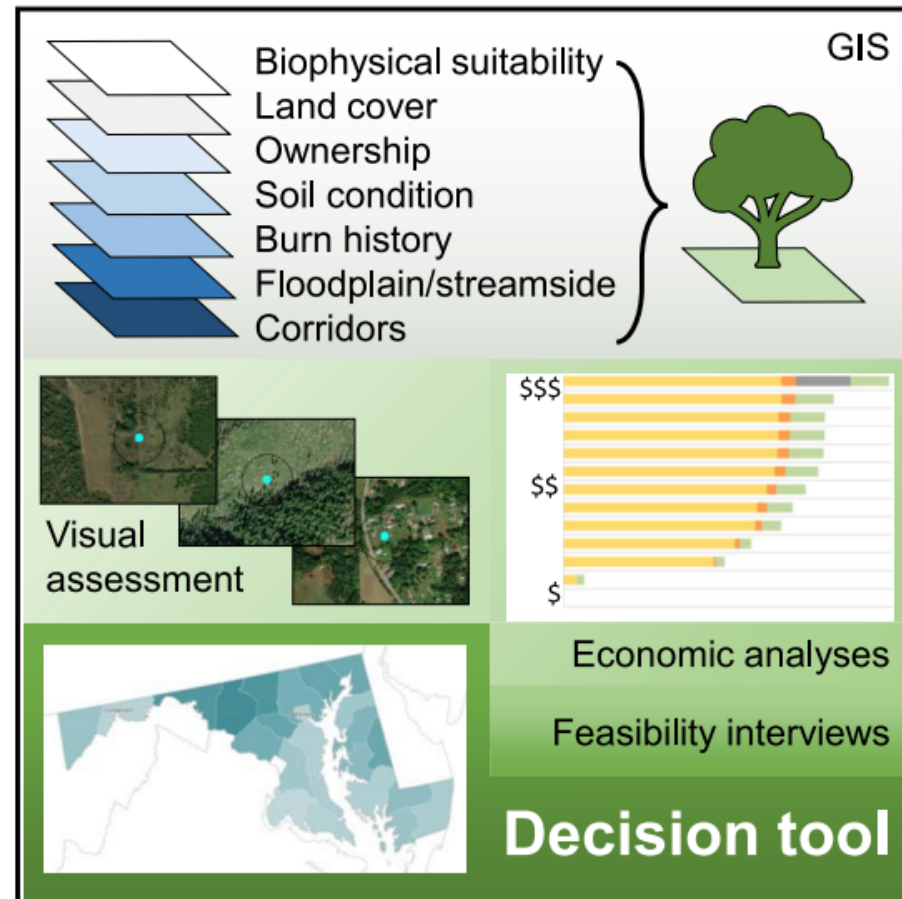 GIS
Biophysical suitability
Land cover
Ownership
Soil condition
Burn history
Floodplain/streamside
Corridors
Visual
assessment
$$$
$$
$
Economic analyses
Feasibility interviews
Decision tool